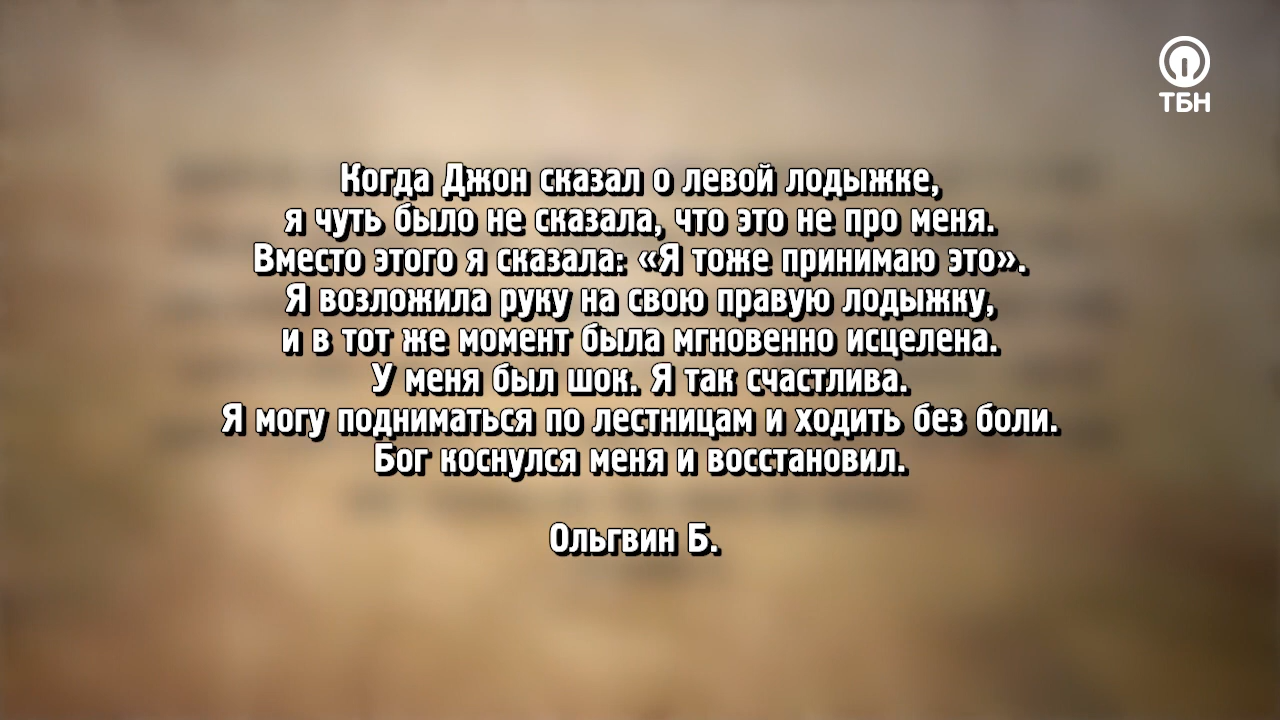 ТБН
Когда Джон сказал о левой лодыжке,
я чуть было не сказала, что это не про меня.
Вместо этого я сказала: «Я тоже принимаю это».
Я возложила руку на свою правую лодыжку,
и в тот же момент была мгновенно исцелена.
У меня был шок. Я так счастлива.
Я могу подниматься по лестницам и ходить без боли.
Бог коснулся меня и восстановил.
Ольгвин Б.